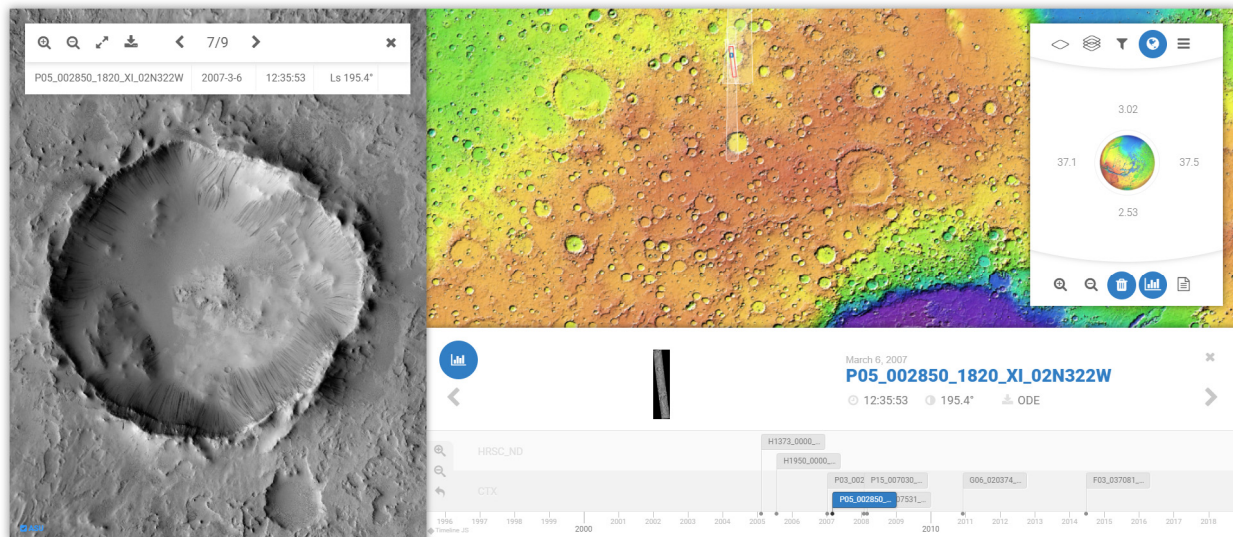 7/9
P05_002850_1820_XI_02N322W 2007-3-6 12:35:53 Ls 195.4°
3.02
37.1
37.5
2.53
March 6, 2007
P05_002850_1820_XI_02N322W
12:35:53 195.4° ODE
HRSC_ND
H1373_0000_...
H1950_0000_...
CTX
P03_002 P15_007030_...
G06_020374_...
F03_037081_...
P05_002850_... 07531_...
1996 1997 1998 1999 2000 2001 2002 2003 2004 2005 2006 2007 2008 2009 2010 2011 2012 2013 2014 2015 2016 2017 2018
Timeline JS